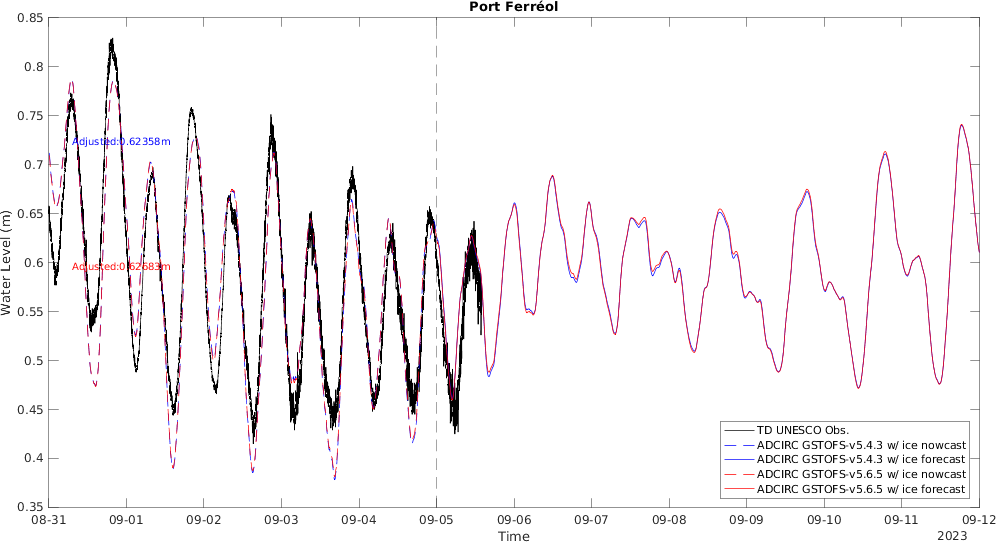 Port Ferréol
0.85
0.8
0.75
0.7
0.65
0.6
0.55
0.5
0.45
0.4
0.35
Water Level (m)
Adjusted:0.62358m
Adjusted:0.62683m
TD UNESCO Obs.
ADCIRC GSTOFS-v5.4.3 w/ ice nowcast
ADCIRC GSTOFS-v5.4.3 w/ ice forecast
ADCIRC GSTOFS-v5.6.5 w/ ice nowcast
ADCIRC GSTOFS-v5.6.5 w/ ice forecast
08-31 09-01 09-02 09-03 09-04 09-05 09-06 09-07 09-08 09-09 09-10 09-11 09-12
Time
2023